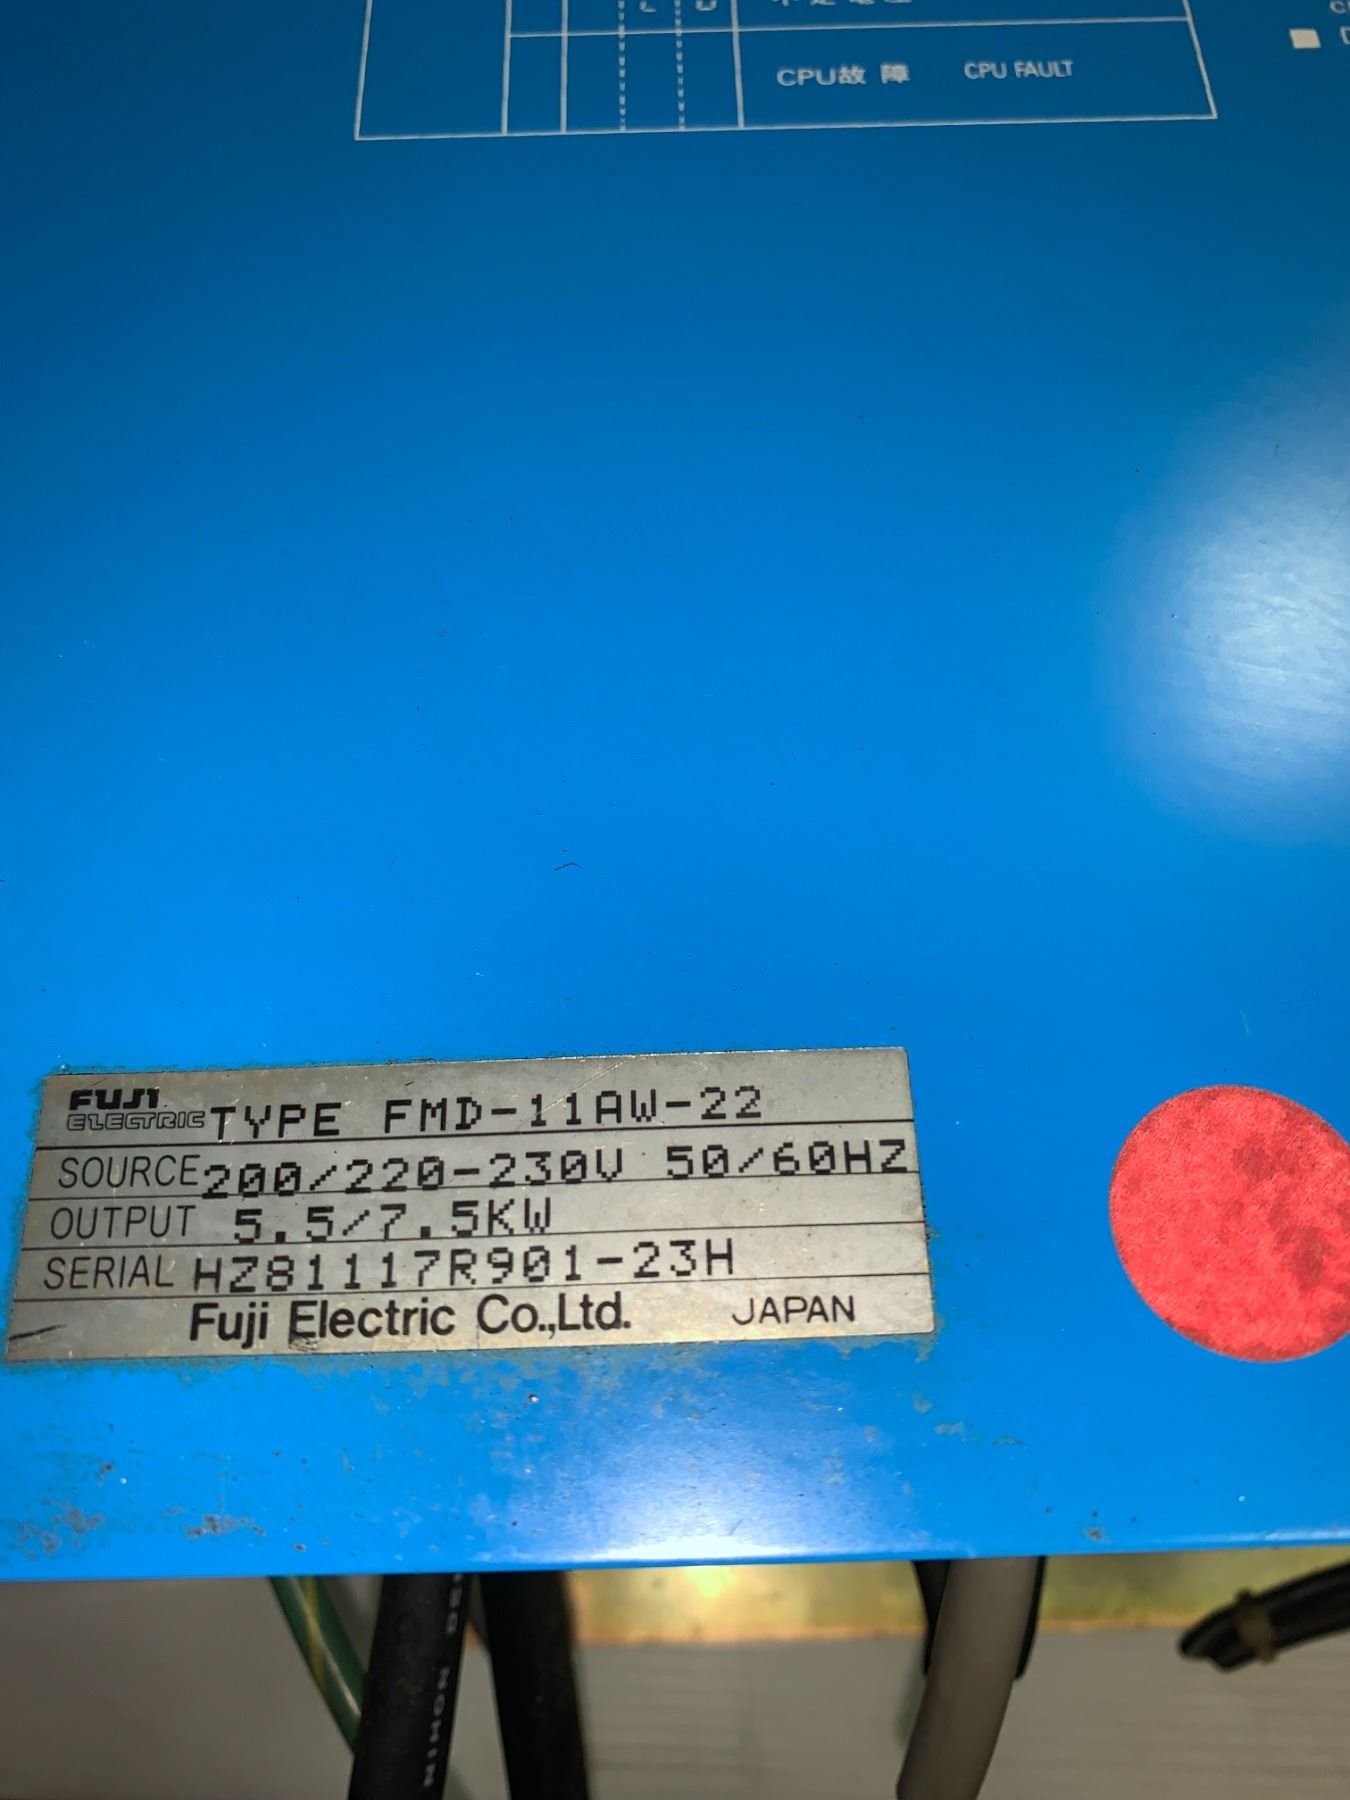 CPU故障 CPU FAULT
FUJI
ELECTRIC TYPE FMD-11AW-22
SOURCE 200/220-230V 50/60HZ
OUTPUT 5.5/7.5KW
SERIAL HZ81117R901-23H
Fuji Electric Co.,Ltd. JAPAN
NIHON